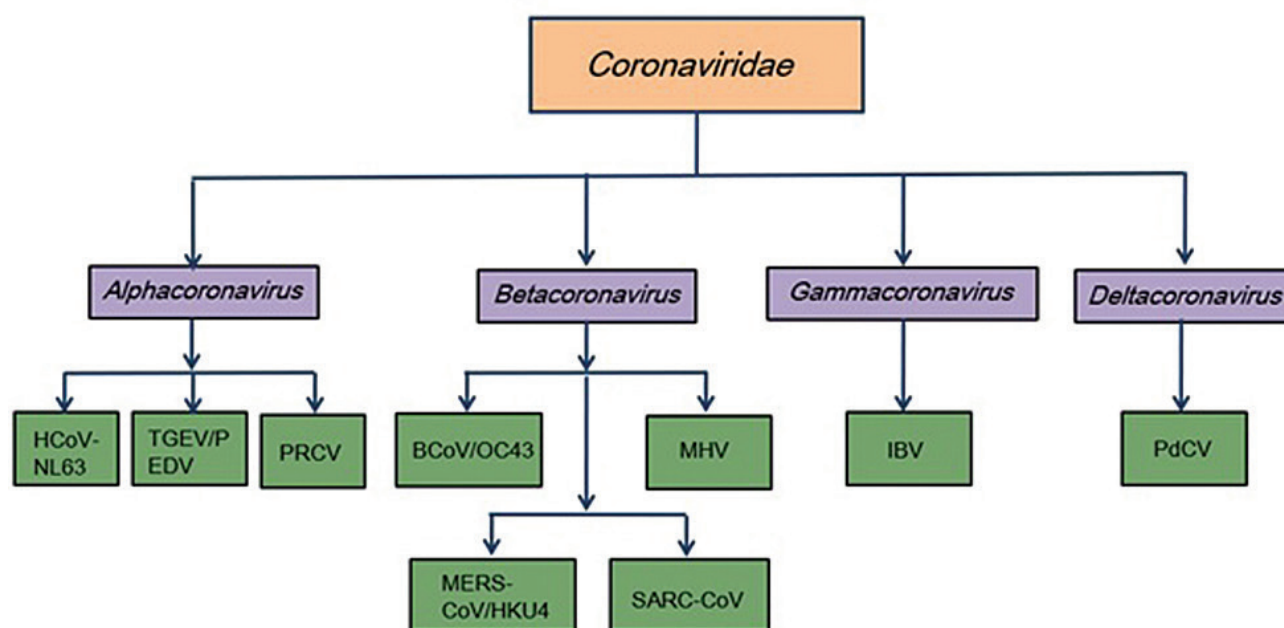 Coronaviridae
Alphacoronavirus
Betacoronavirus
Gammacoronavirus
Deltacoronavirus
HCoV-
NL63
TGEV/P
EDV
PRCV
BCoV/OC43
MHV
IBV
PdCV
MERS-
CoV/HKU4
SARC-CoV